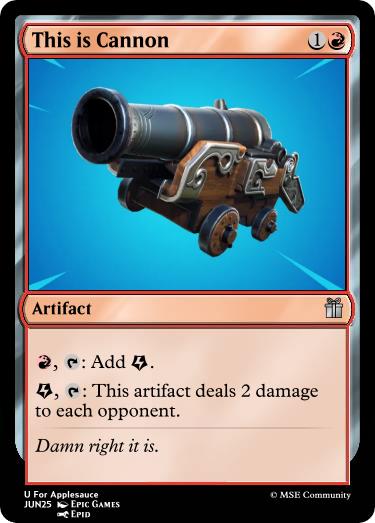 This is Cannon 1
Artifact
, : Add .
, : This artifact deals 2 damage
to each opponent.
Damn right it is.
U For Applesauce
JUN25 Epic Games
Epid
© MSE Community